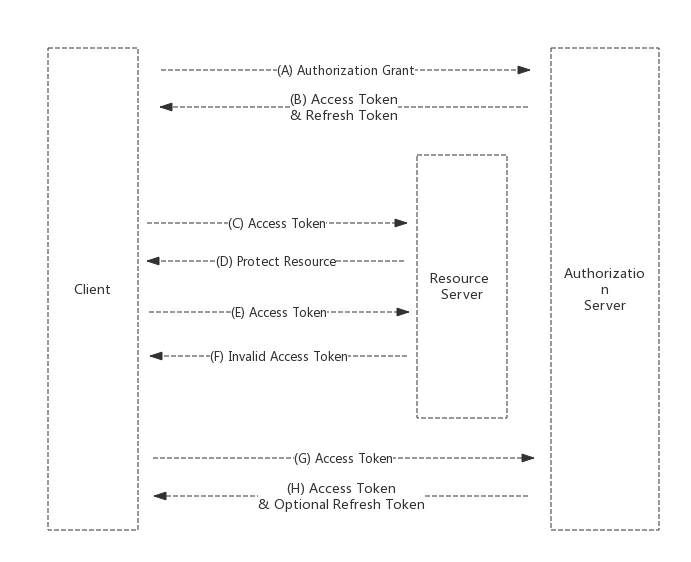 (A) Authorization Grant
(B) Access Token
& Refresh Token
(C) Access Token
(D) Protect Resource
Client
Resource
Server
Authorizatio
n
Server
(E) Access Token
(F) Invalid Access Token
(G) Access Token
(H) Access Token
& Optional Refresh Token